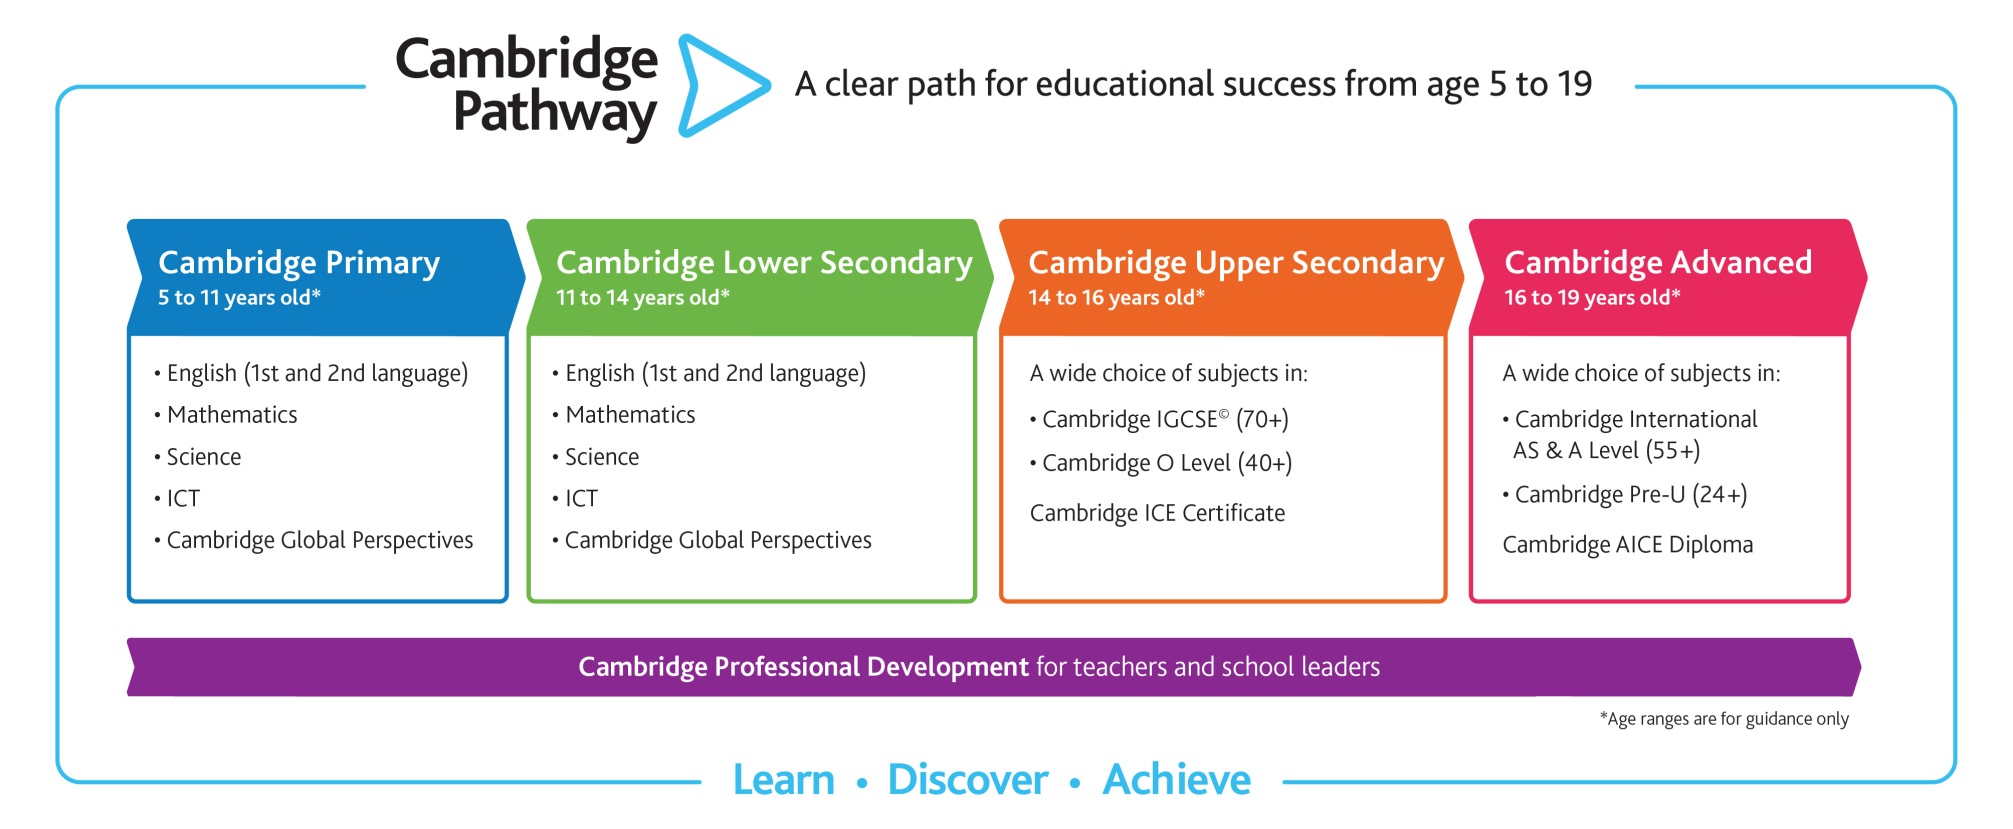 Cambridge
Pathway
A clear path for educational success from age 5 to 19
Cambridge Primary
5 to 11 years old*
• English (1st and 2nd language)
• Mathematics
• Science
• ICT
• Cambridge Global Perspectives
Cambridge Lower Secondary
11 to 14 years old*
• English (1st and 2nd language)
• Mathematics
• Science
• ICT
• Cambridge Global Perspectives
Cambridge Upper Secondary
14 to 16 years old*
A wide choice of subjects in:
• Cambridge IGCSE© (70+)
• Cambridge O Level (40+)
Cambridge ICE Certificate
Cambridge Advanced
16 to 19 years old*
A wide choice of subjects in:
• Cambridge International
AS & A Level (55+)
• Cambridge Pre-U (24+)
Cambridge AICE Diploma
Cambridge Professional Development for teachers and school leaders
*Age ranges are for guidance only
Learn • Discover • Achieve